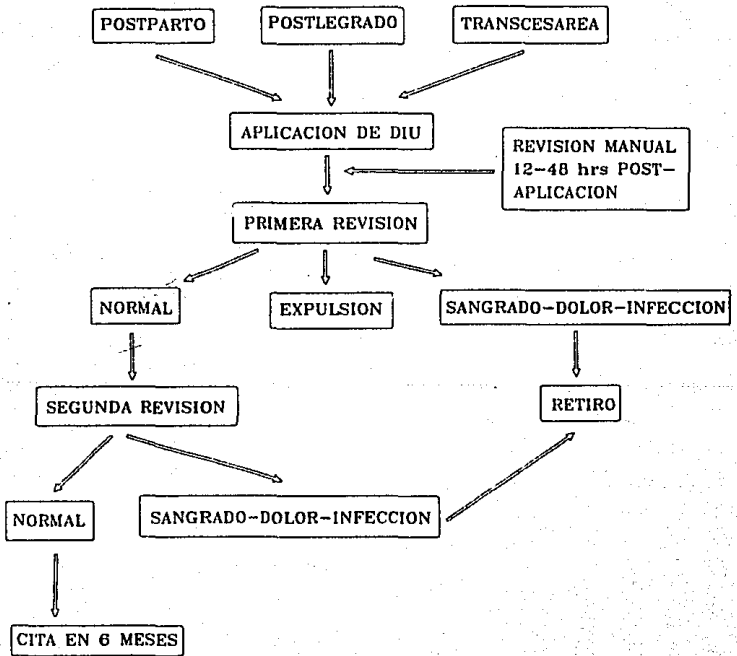 POSTPARTO
POSTLEGRADO
TRANSCESAREA
APLICACION DE DIU
REVISION MANUAL
12-48 hrs POST-
APLICACION
PRIMERA REVISION
NORMAL
EXPULSION
SANGRADO-DOLOR-INFECCION
SEGUNDA REVISION
RETIRO
NORMAL
SANGRADO-DOLOR-INFECCION
CITA EN 6 MESES